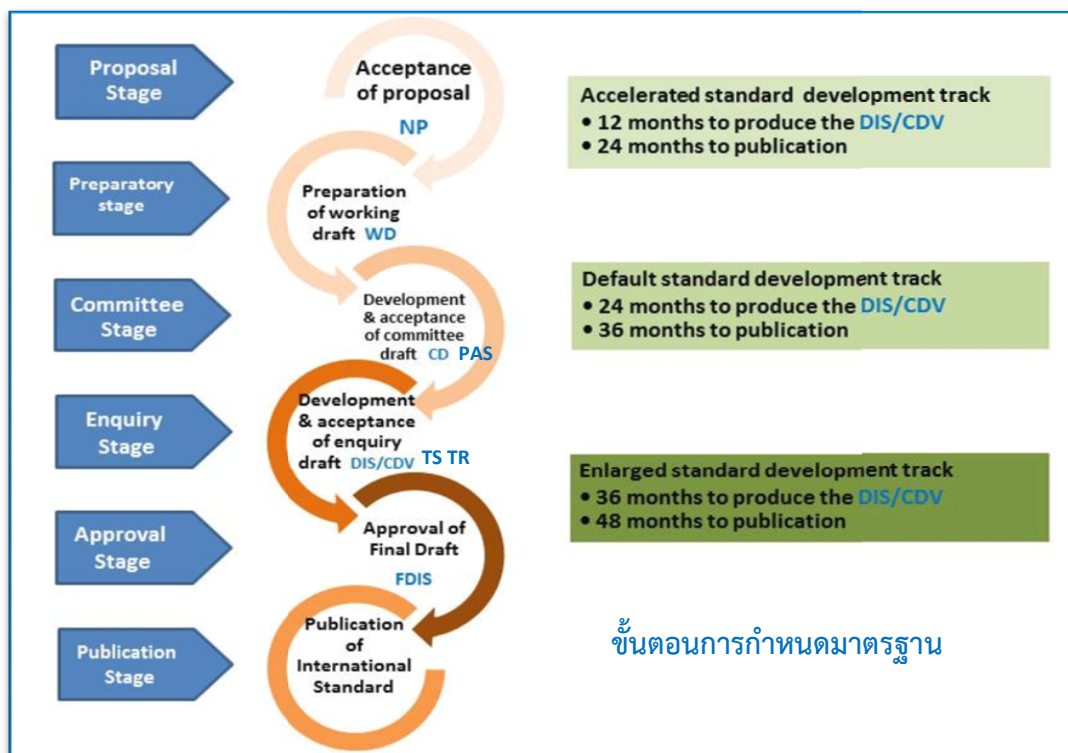 Proposal
Stage
Acceptance
of proposal
NP
Preparatory
stage
Preparation
of working
draft WD
Committee
Stage
Development
& acceptance
of committee
draft CD PAS
Enquiry
Stage
Development
& acceptance
of enquiry
draft DIS/CDV TS TR
Approval
Stage
Approval of
Final Draft
FDIS
Publication
Stage
Publication
of
International
Standard
Accelerated standard development track
• 12 months to produce the DIS/CDV
• 24 months to publication
Default standard development track
• 24 months to produce the DIS/CDV
• 36 months to publication
Enlarged standard development track
• 36 months to produce the DIS/CDV
• 48 months to publication
ขั้นตอนการกำหนดมาตรฐาน